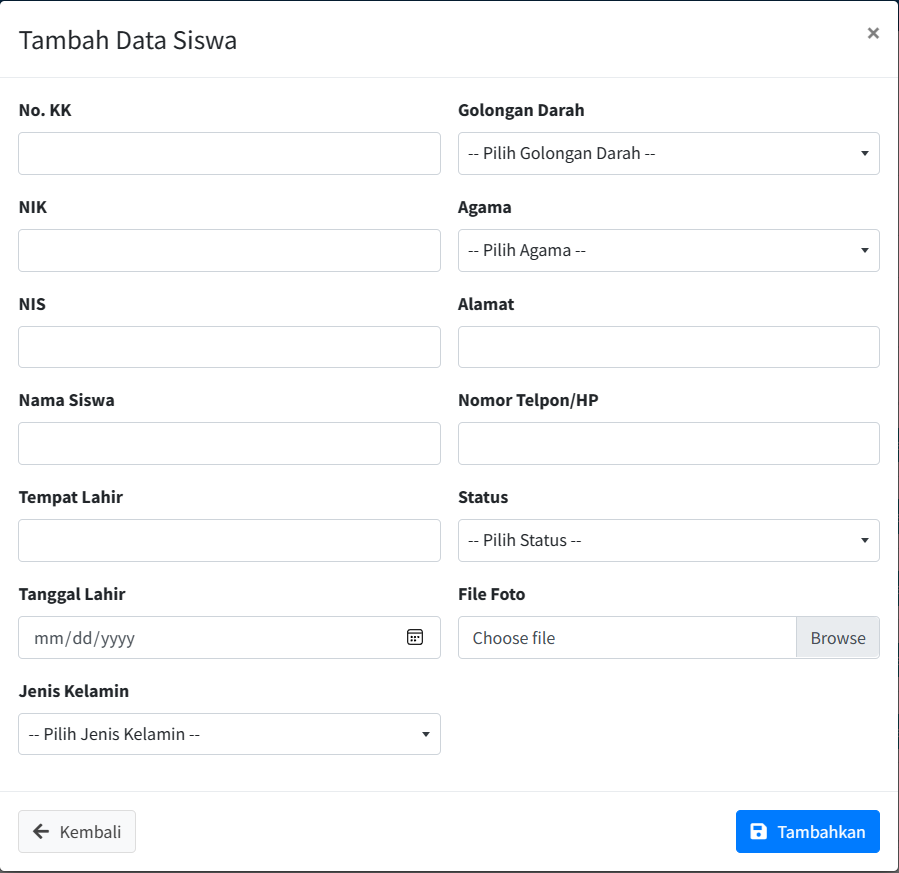 Tambah Data Siswa
×
No. KK
NIK
NIS
Nama Siswa
Tempat Lahir
Tanggal Lahir
mm/dd/yyyy
Jenis Kelamin
-- Pilih Jenis Kelamin --
Golongan Darah
-- Pilih Golongan Darah --
Agama
-- Pilih Agama --
Alamat
Nomor Telpon/HP
Status
-- Pilih Status --
File Foto
Choose file Browse
Kembali
Tambahkan